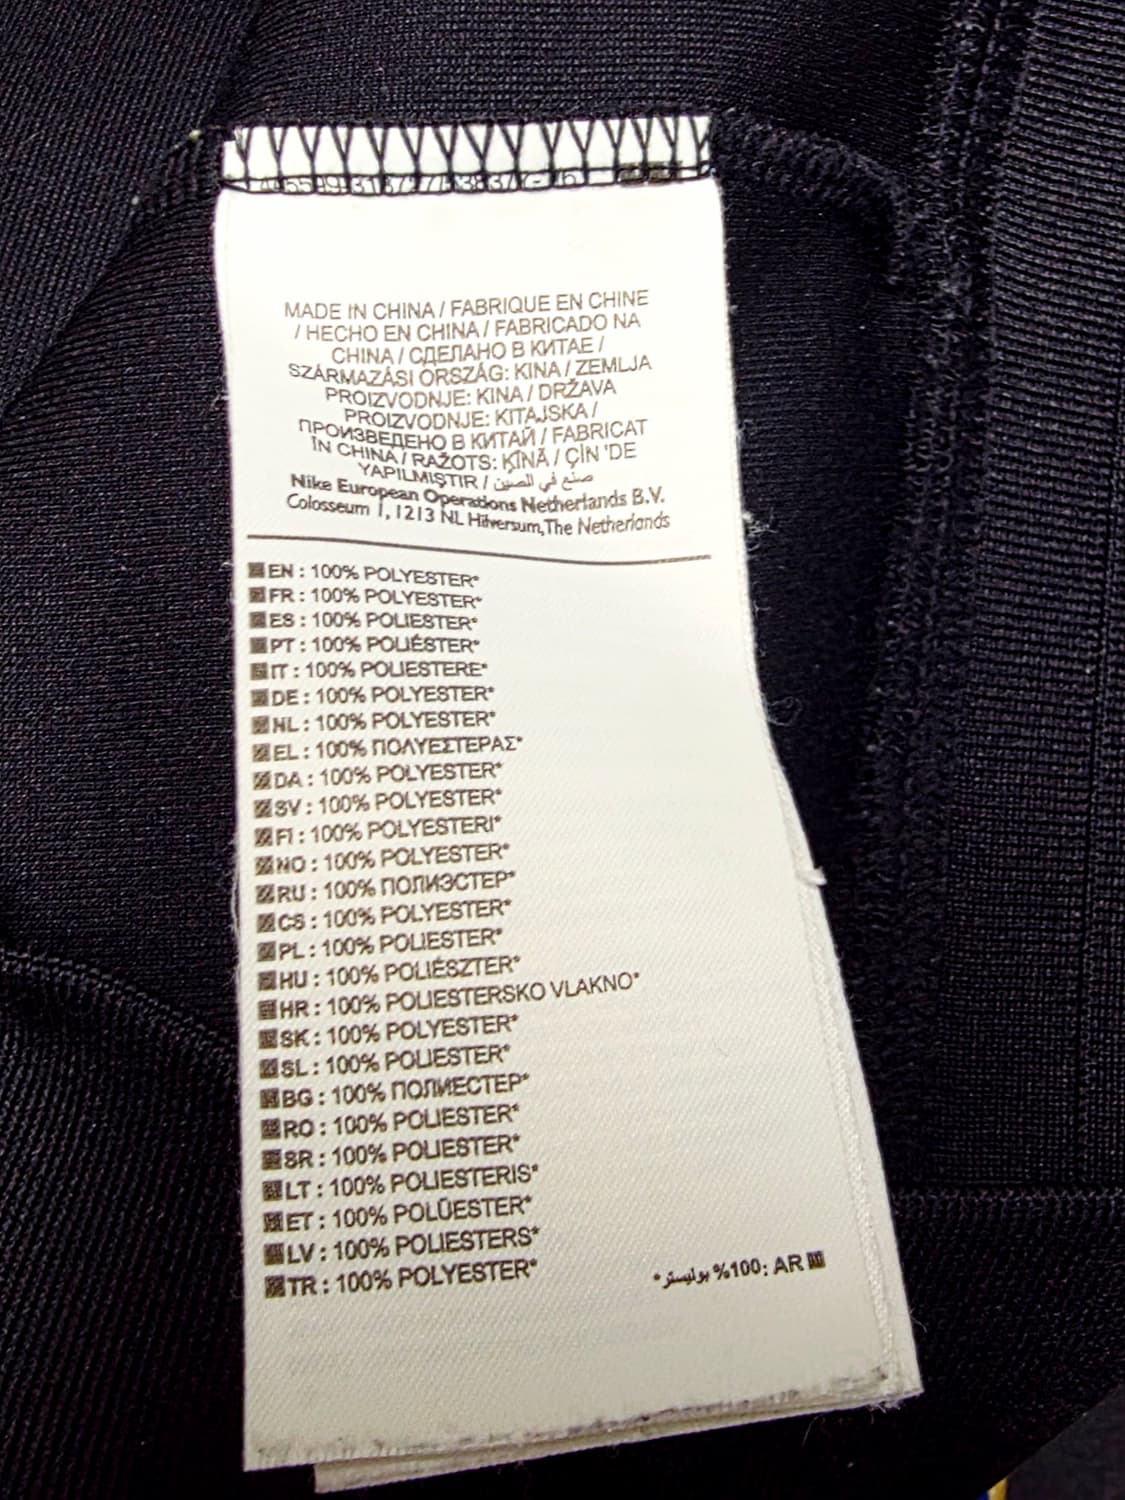 MADE IN CHINA / FABRIQUE EN CHINE
/ HECHO EN CHINA / FABRICADO NA
CHINA / СДЕЛАНО В КИТАЕ /
SZÁRMAZÁSI ORSZÁG: KINA / ZEMLJA
PROIZVODNJE: KINA / DRŽAVA
PROIZVODNJE: KITAJSKA /
ПРОИЗВЕДЕНО В КИТАЙ / FABRICAT
ÎN CHINA / RAŽOTS: ĶĪNĀ / ÇİN 'DE
YAPILMIŞTIR / صنع في الصين
Nike European Operations Netherlands B.V.
Colosseum 1, 1213 NL Hilversum, The Netherlands
EN : 100% POLYESTER*
FR : 100% POLYESTER*
ES : 100% POLIESTER*
PT : 100% POLIÉSTER*
IT : 100% POLIESTERE*
DE : 100% POLYESTER*
NL : 100% POLYESTER*
EL : 100% ΠΟΛΥΕΣΤΕΡΑΣ*
DA : 100% POLYESTER*
SV : 100% POLYESTER*
FI : 100% POLYESTERI*
NO : 100% POLYESTER*
RU : 100% ПОЛИЭСТЕР*
CS : 100% POLYESTER*
PL : 100% POLIESTER*
HU : 100% POLIÉSZTER*
HR : 100% POLIESTERSKO VLAKNO*
SK : 100% POLYESTER*
SL : 100% POLIESTER*
BG : 100% ПОЛИЕСТЕР*
RO : 100% POLIESTER*
SR : 100% POLIESTER*
LT : 100% POLIESTERIS*
ET : 100% POLÜESTER*
LV : 100% POLIESTERS*
TR : 100% POLYESTER*
AR :100% بوليستر*